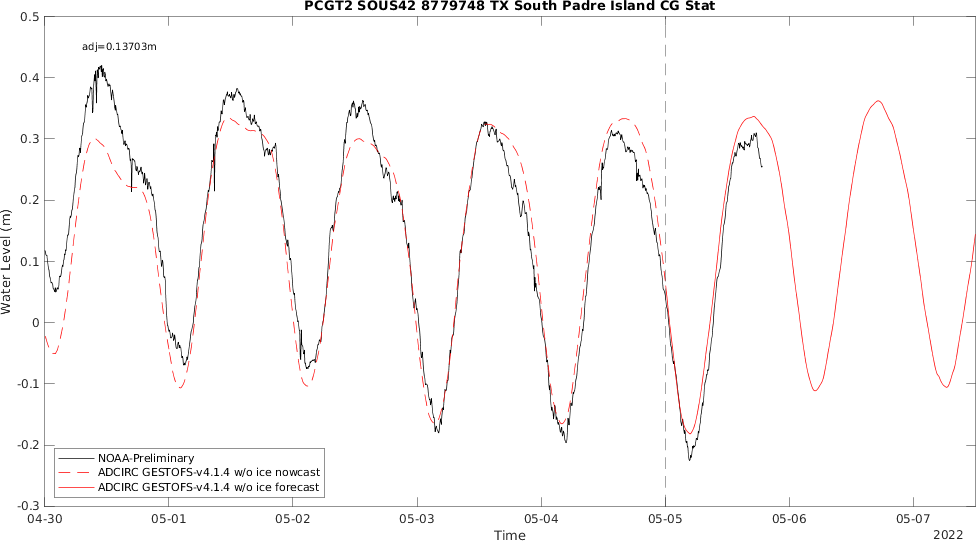 PCGT2 SOUS42 8779748 TX South Padre Island CG Stat
adj=0.13703m
0.5
0.4
0.3
0.2
0.1
0
-0.1
-0.2
-0.3
Water Level (m)
NOAA-Preliminary
ADCIRC GESTOFS-v4.1.4 w/o ice nowcast
ADCIRC GESTOFS-v4.1.4 w/o ice forecast
04-30 05-01 05-02 05-03 05-04 05-05 05-06 05-07
Time
2022